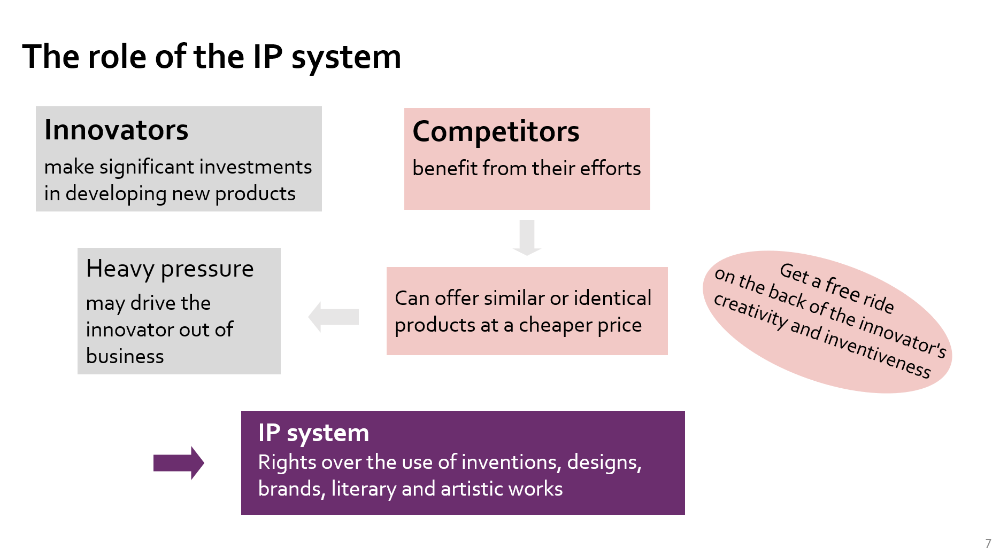 The role of the IP system
Innovators
make significant investments
in developing new products
Competitors
benefit from their efforts
Can offer similar or identical
products at a cheaper price
Get a free ride
on the back of the innovator's
creativity and inventiveness
Heavy pressure
may drive the
innovator out of
business
IP system
Rights over the use of inventions, designs,
brands, literary and artistic works
7